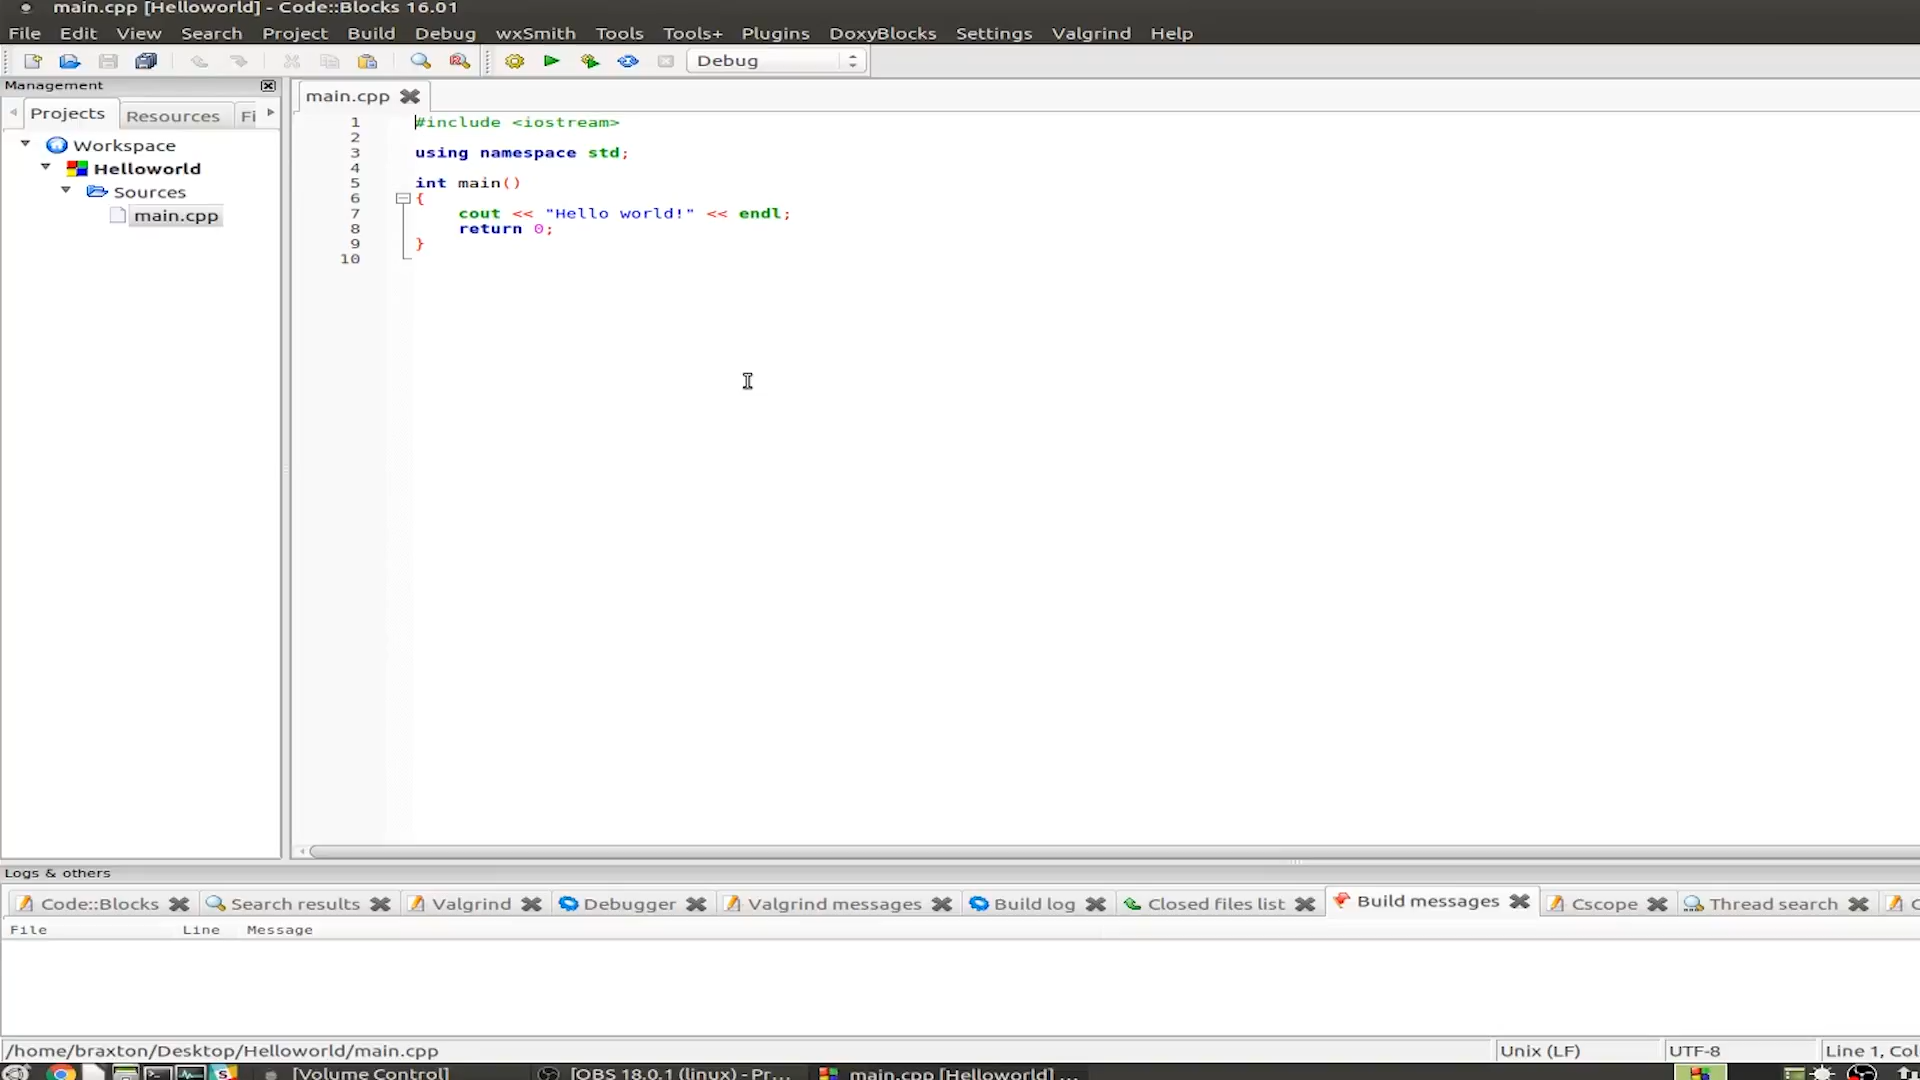 main.cpp [Helloworld] - Code::Blocks 16.01
File Edit View Search Project Build Debug wxSmith Tools Tools+ Plugins DoxyBlocks Settings Valgrind Help
Debug
Management
Projects Resources Fi
Workspace
Helloworld
Sources
main.cpp
main.cpp
1 #include <iostream>
2
3 using namespace std;
4
5 int main()
6 {
7 cout << "Hello world!" << endl;
8 return 0;
9 }
10
Logs & others
Code::Blocks Search results Valgrind Debugger Valgrind messages Build log Closed files list Build messages Cscope Thread search
File Line Message
/home/braxton/Desktop/Helloworld/main.cpp Unix (LF) UTF-8 Line 1, Col
[Volume Control] [OBS 18.0.1 (linux) - Pr... main.cpp [Helloworld] ...